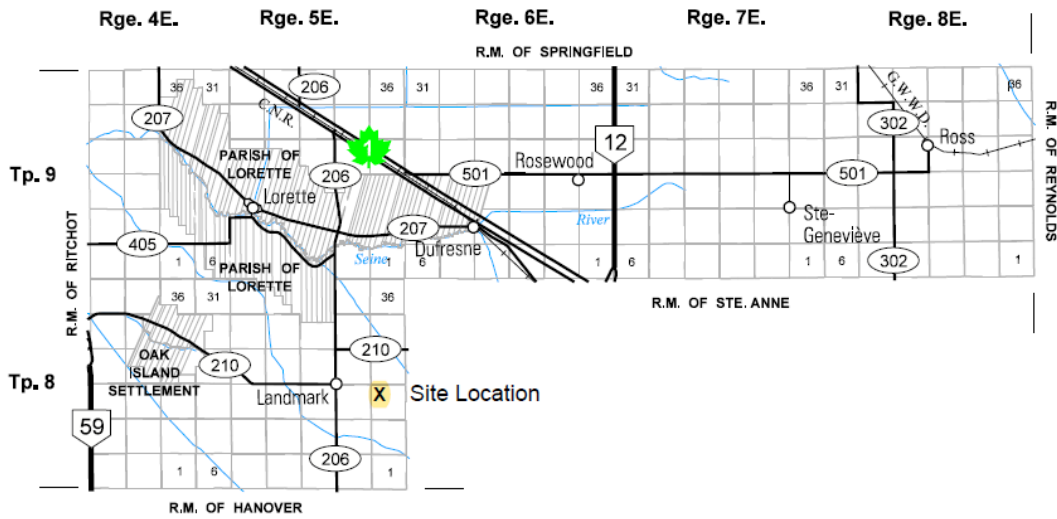 Rge. 4E. Rge. 5E. Rge. 6E. Rge. 7E. Rge. 8E.
R.M. OF SPRINGFIELD
36 31 206 36 31 36 31 36 31 36
207
C.N.R.
G.W.W.D.
302
Ross
1
12
R.M. OF REYNOLDS
Tp. 9
PARISH OF
LORETTE
206
501
Rosewood
501
Lorette
207
Dufresne
River
Ste-
Geneviève
405
Seine
R.M. OF RITCHOT
1 6
PARISH OF
LORETTE
1 6
1 6
1 6
302
1
36 31
36
R.M. OF STE. ANNE
Tp. 8
OAK
ISLAND
SETTLEMENT
210
210
Landmark
X Site Location
59
206
1 6
1
R.M. OF HANOVER